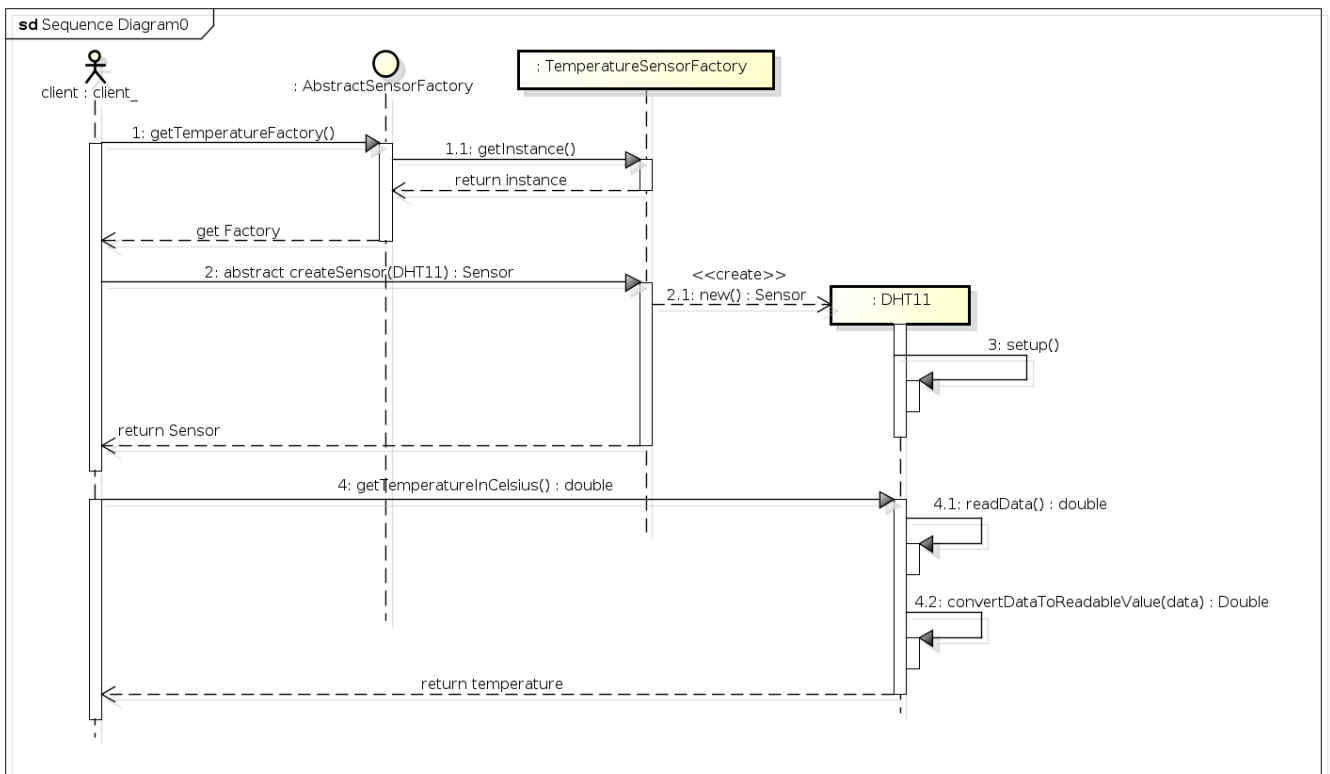 sd Sequence Diagram0
client : client_
: AbstractSensorFactory
: TemperatureSensorFactory
1: getTemperatureFactory()
1.1: getInstance()
return instance
get Factory
2: abstract createSensor(DHT11) : Sensor
<<create>>
2.1: new() : Sensor
: DHT11
3: setup()
return Sensor
4: getTemperatureInCelsius() : double
4.1: readData() : double
4.2: convertDataToReadableValue(data) : Double
return temperature